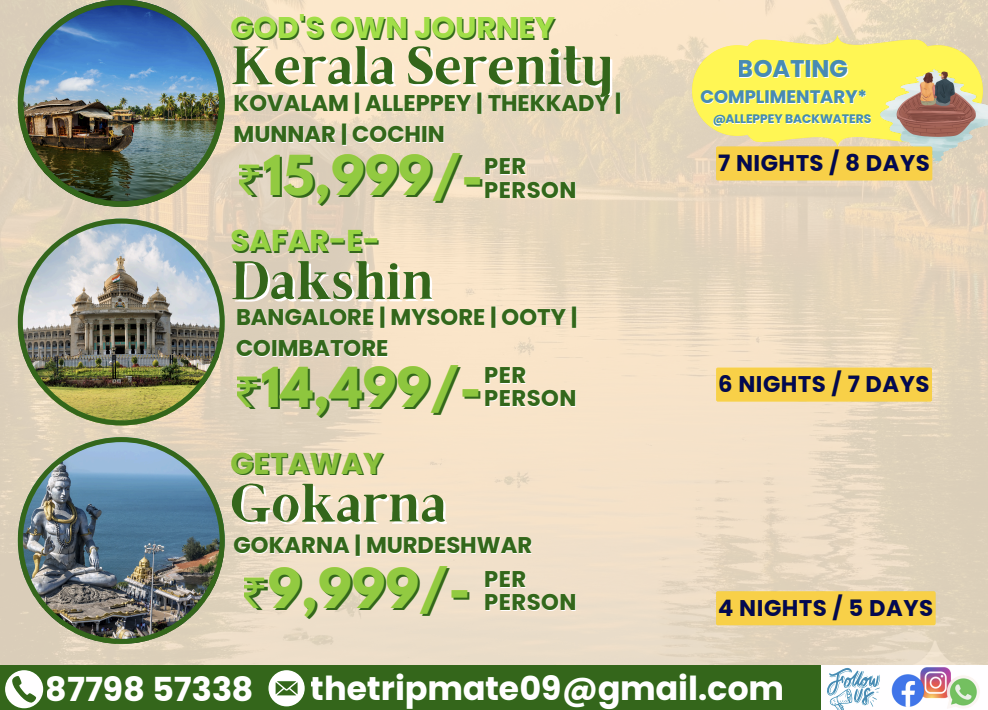 GOD'S OWN JOURNEY
Kerala Serenity
KOVALAM | ALLEPPEY | THEKKADY |
MUNNAR | COCHIN
₹15,999/- PER
PERSON
BOATING
COMPLIMENTARY*
@ALLEPPEY BACKWATERS
7 NIGHTS / 8 DAYS
SAFAR-E-
Dakshin
BANGALORE | MYSORE | OOTY |
COIMBATORE
₹14,499/- PER
PERSON
6 NIGHTS / 7 DAYS
GETAWAY
Gokarna
GOKARNA | MURDESHWAR
₹9,999/- PER
PERSON
4 NIGHTS / 5 DAYS
87798 57338 thetripmate09@gmail.com
Follow
us